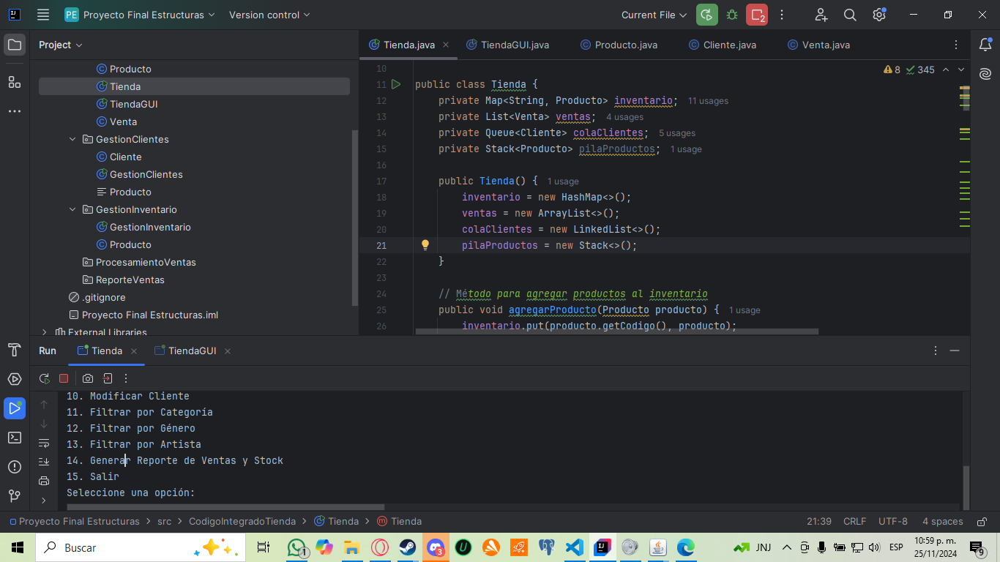 PE Proyecto Final Estructuras Version control Current File 2
Project
Producto
Tienda
TiendaGUI
Venta
GestionClientes
Cliente
GestionClientes
Producto
GestionInventario
GestionInventario
Producto
ProcesamientoVentas
ReporteVentas
.gitignore
Proyecto Final Estructuras.iml
External Libraries
Tienda.java TiendaGUI.java Producto.java Cliente.java Venta.java
8 345
10
11 public class Tienda {
12 private Map<String, Producto> inventario; 11 usages
13 private List<Venta> ventas; 4 usages
14 private Queue<Cliente> colaClientes; 5 usages
15 private Stack<Producto> pilaProductos; 1 usage
16
17 public Tienda() { 1 usage
18 inventario = new HashMap<>();
19 ventas = new ArrayList<>();
20 colaClientes = new LinkedList<>();
21 pilaProductos = new Stack<>();
22 }
23
24 // Método para agregar productos al inventario
25 public void agregarProducto(Producto producto) { 1 usage
26 inventario.put(producto.getCodigo(), producto);
Run Tienda TiendaGUI
10. Modificar Cliente
11. Filtrar por Categoría
12. Filtrar por Género
13. Filtrar por Artista
14. Generar Reporte de Ventas y Stock
15. Salir
Seleccione una opción:
Proyecto Final Estructuras > src > CodigoIntegradoTienda > Tienda > Tienda 21:39 CRLF UTF-8 4 spaces
Buscar 1 3 JNJ ESP 10:59 p. m. 9
25/11/2024